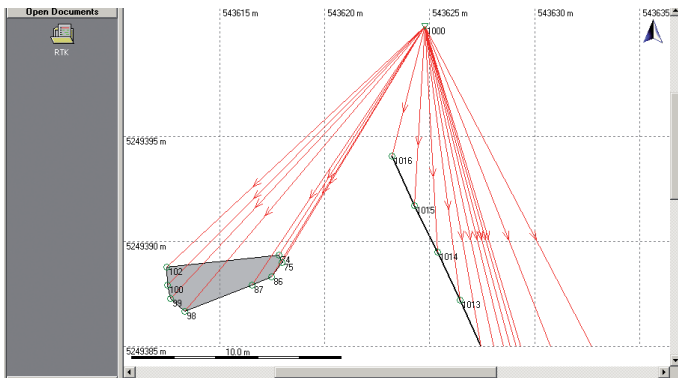 Open Documents
RTK
543615 m
543620 m
543625 m
543630 m
543635
1000
5249395 m
1016
1015
5249390 m
1014
74
75
102
86
100
87
99
1013
98
5249385 m
10.0 m